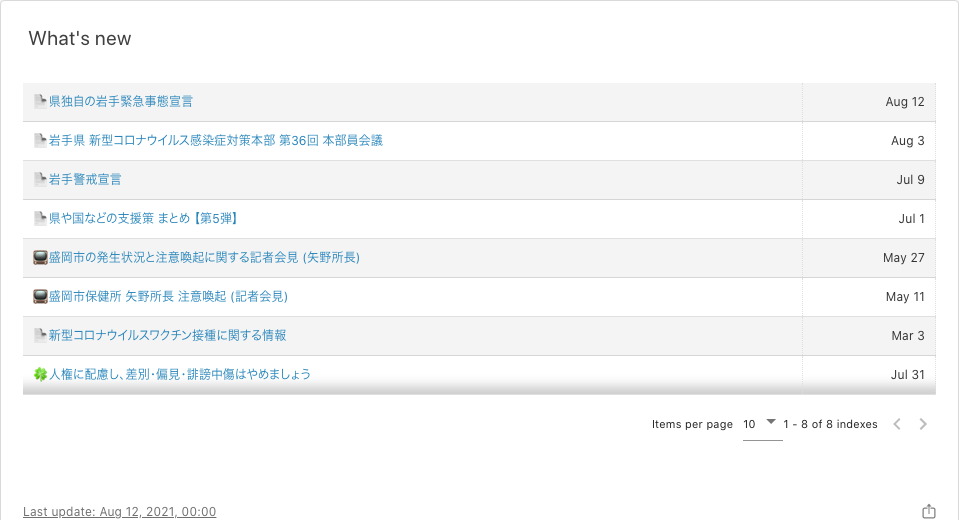 What's new
県独自の岩手緊急事態宣言 Aug 12
岩手県 新型コロナウイルス感染症対策本部 第36回 本部員会議 Aug 3
岩手警戒宣言 Jul 9
県や国などの支援策 まとめ【第5弾】 Jul 1
盛岡市の発生状況と注意喚起に関する記者会見 (矢野所長) May 27
盛岡市保健所 矢野所長 注意喚起 (記者会見) May 11
新型コロナウイルスワクチン接種に関する情報 Mar 3
人権に配慮し、差別・偏見・誹謗中傷はやめましょう Jul 31
Items per page 10 1 - 8 of 8 indexes
Last update: Aug 12, 2021, 00:00